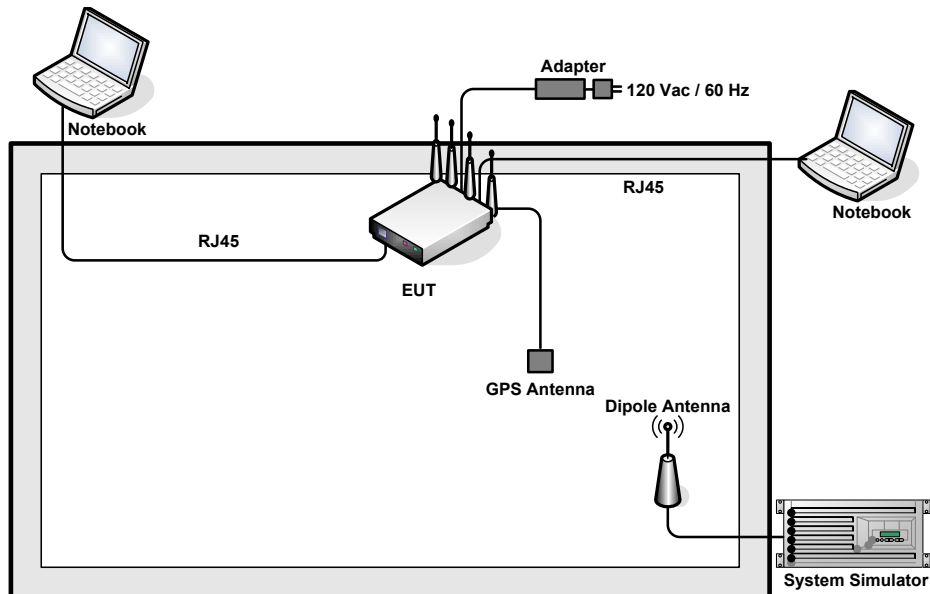 Adapter
120 Vac / 60 Hz
Notebook
RJ45
Notebook
RJ45
EUT
GPS Antenna
Dipole Antenna
System Simulator